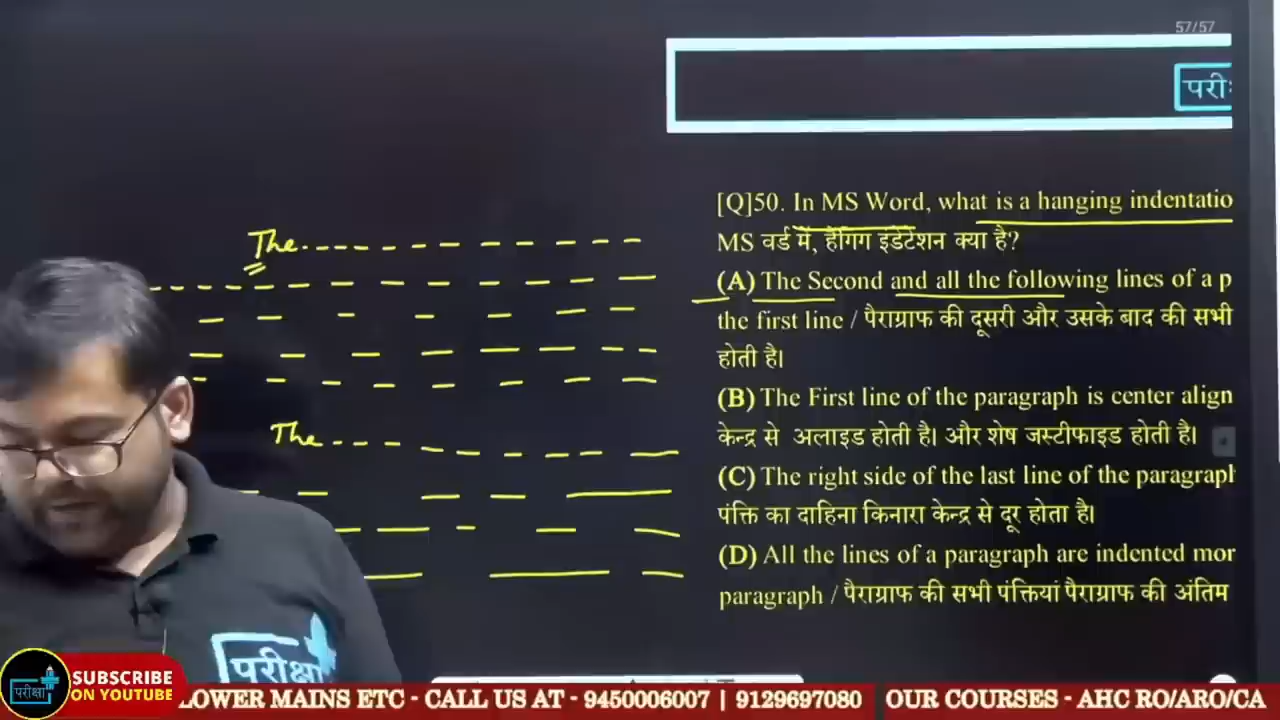 57/57
परी
[Q]50. In MS Word, what is a hanging indentatio
MS वर्ड में, हैंगिग इंडेंटेशन क्या है?
(A) The Second and all the following lines of a p
the first line / पैराग्राफ की दूसरी और उसके बाद की सभी
होती है।
(B) The First line of the paragraph is center align
केन्द्र से अलाइड होती है। और शेष जस्टीफाइड होती है।
(C) The right side of the last line of the paragraph
पंक्ति का दाहिना किनारा केन्द्र से दूर होता है।
(D) All the lines of a paragraph are indented mor
paragraph / पैराग्राफ की सभी पंक्तियां पैराग्राफ की अंतिम
The
The
परीक्षा
परीक्षा
SUBSCRIBE
ON YOUTUBE
LOWER MAINS ETC - CALL US AT - 9450006007 | 9129697080 | OUR COURSES - AHC RO/ARO/CA